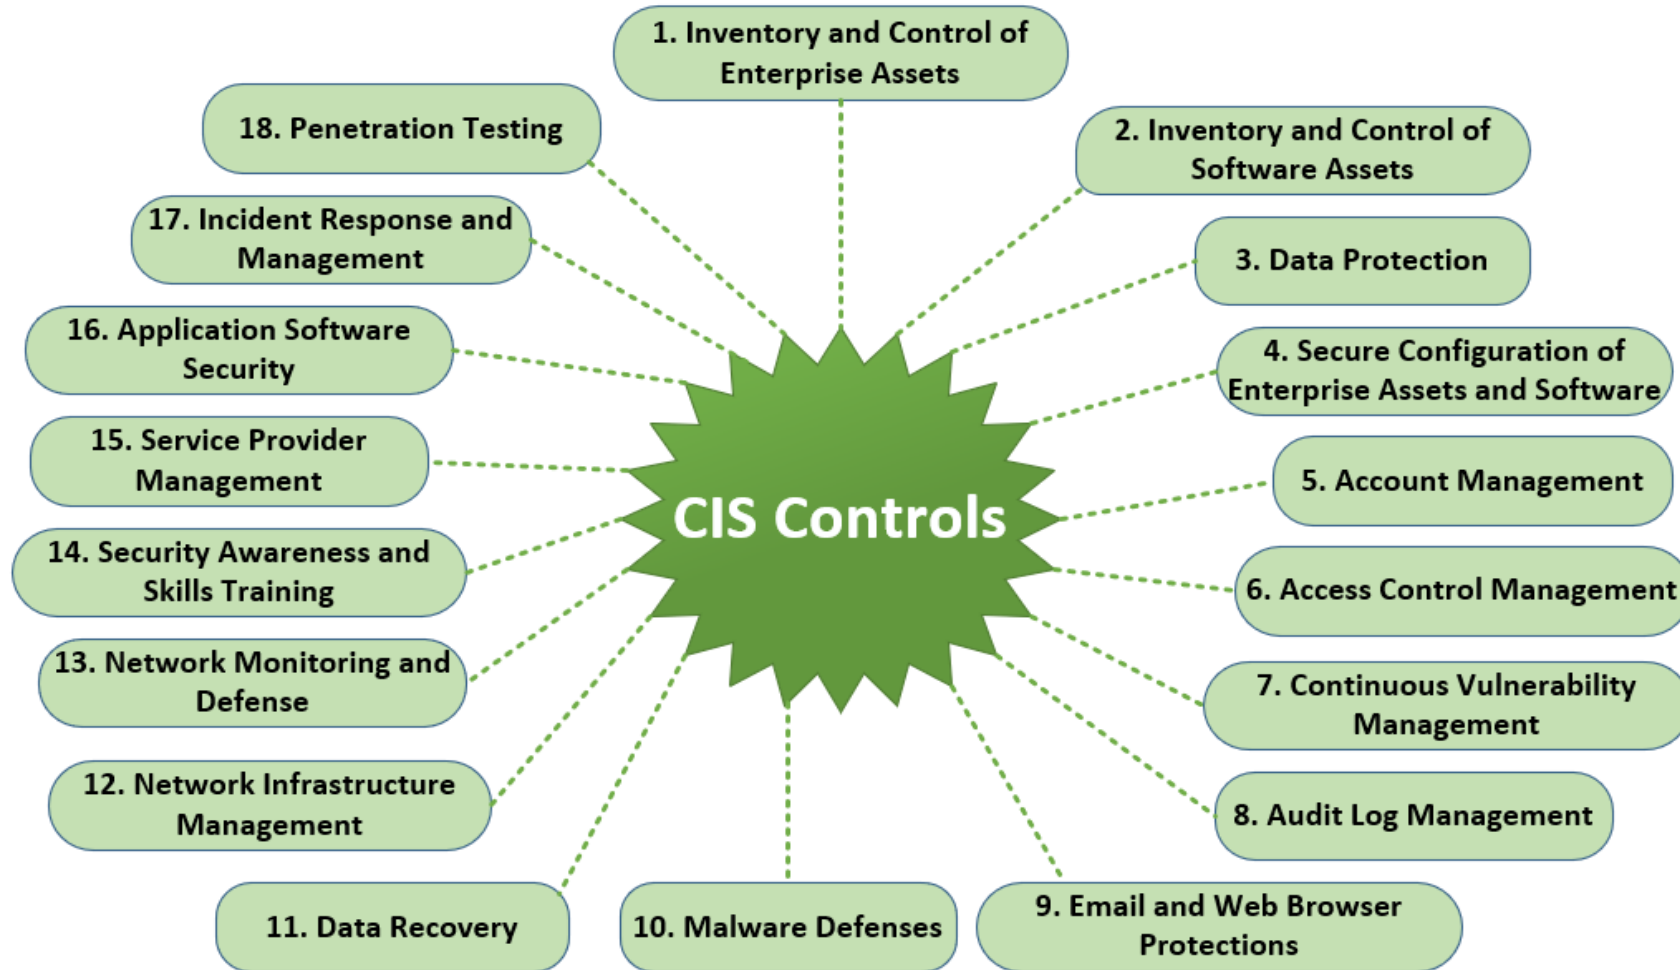 1. Inventory and Control of
Enterprise Assets
2. Inventory and Control of
Software Assets
3. Data Protection
4. Secure Configuration of
Enterprise Assets and Software
5. Account Management
6. Access Control Management
7. Continuous Vulnerability
Management
8. Audit Log Management
9. Email and Web Browser
Protections
10. Malware Defenses
11. Data Recovery
12. Network Infrastructure
Management
13. Network Monitoring and
Defense
14. Security Awareness and
Skills Training
15. Service Provider
Management
16. Application Software
Security
17. Incident Response and
Management
18. Penetration Testing
CIS Controls